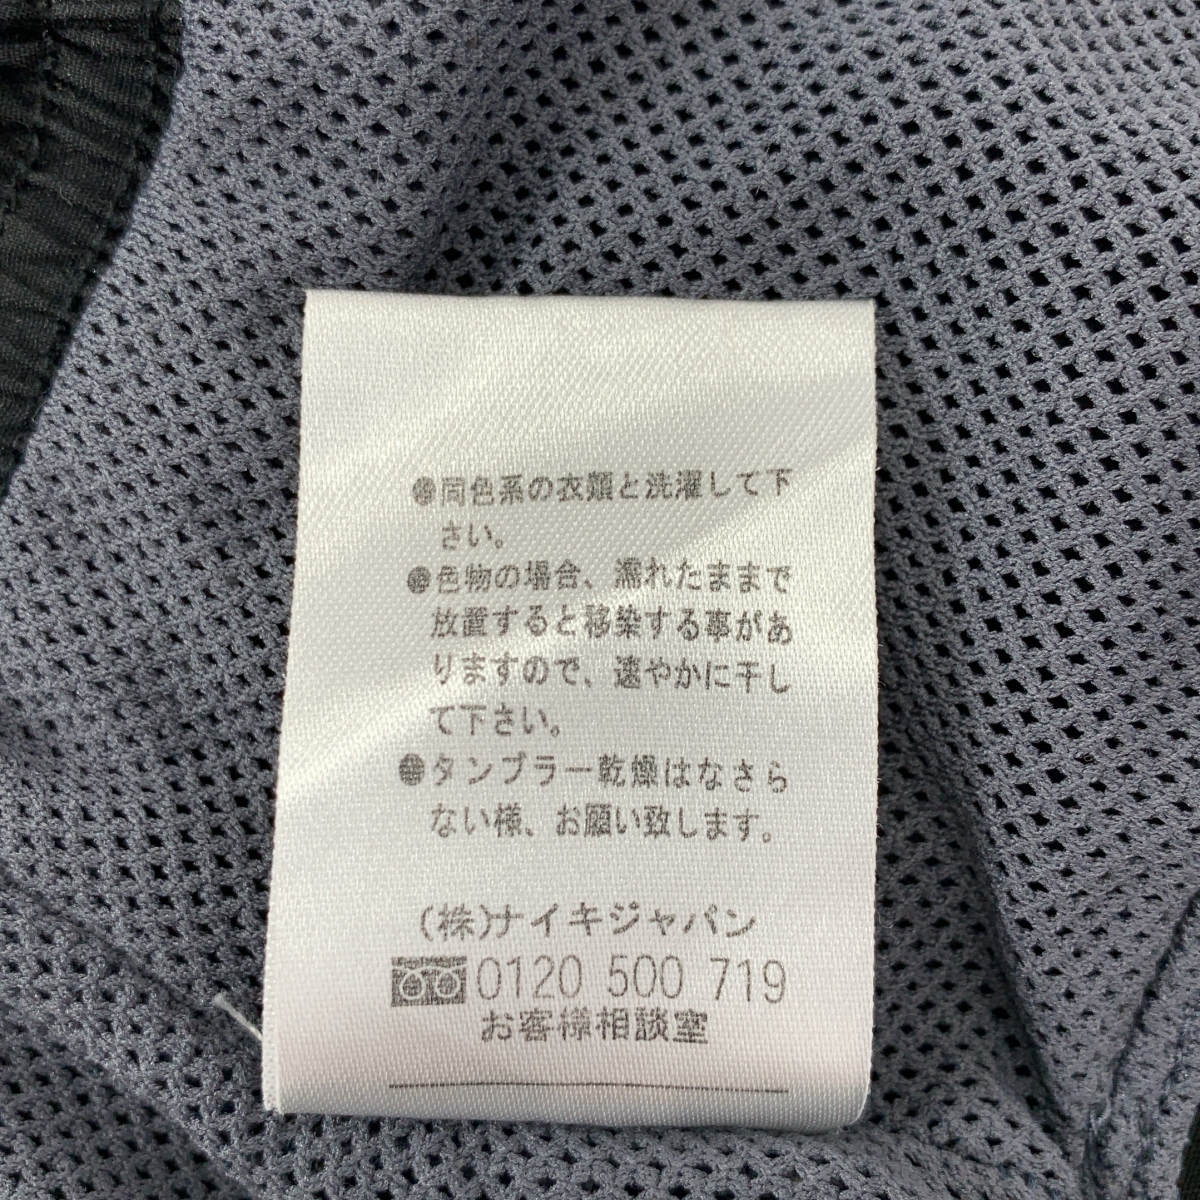 ●同色系の衣類と洗濯して下
さい。
●色物の場合、濡れたままで
放置すると移染する事があ
りますので、速やかに干し
て下さい。
●タンブラー乾燥はなさら
ない様、お願い致します。
(株)ナイキジャパン
0120 500 719
お客様相談室